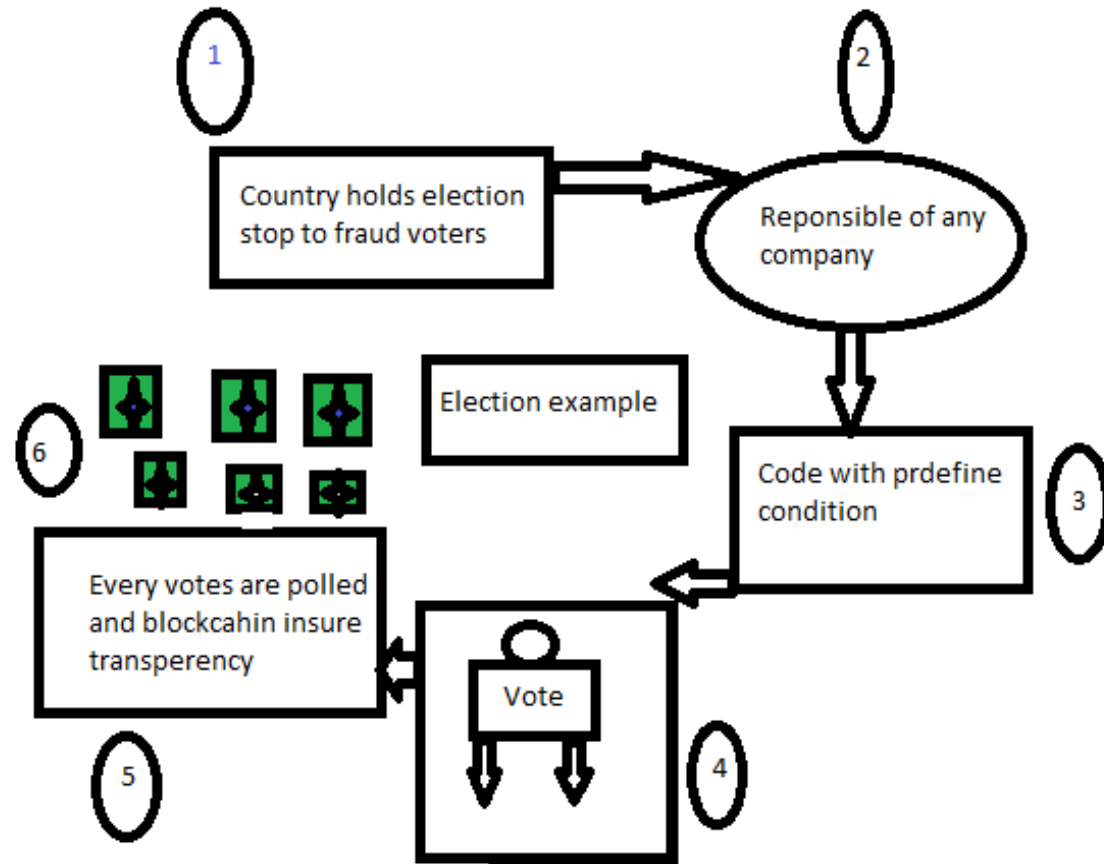 1
2
Country holds election
stop to fraud voters
Reponsible of any
company
Election example
6
Code with prdefine
condition
3
Every votes are polled
and blockcahin insure
transperency
Vote
5
4